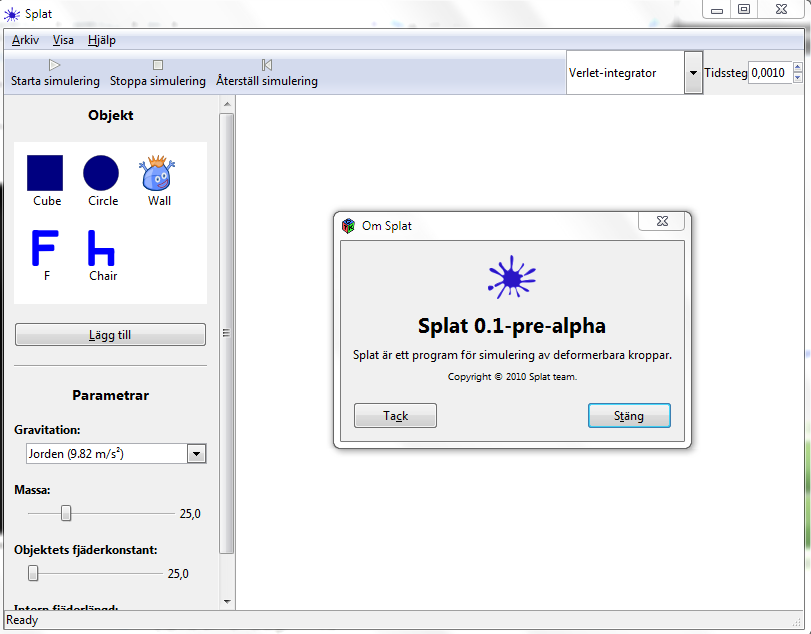 Splat
Arkiv Visa Hjälp
Starta simulering Stoppa simulering Återställ simulering
Verlet-integrator
Tidssteg 0,0010
Objekt
Cube Circle Wall
F Chair
Lägg till
Parametrar
Gravitation:
Jorden (9.82 m/s²)
Massa:
25,0
Objektets fjäderkonstant:
25,0
Intern fjäderlängd:
Om Splat
Splat 0.1-pre-alpha
Splat är ett program för simulering av deformerbara kroppar.
Copyright © 2010 Splat team.
Tack Stäng
Ready